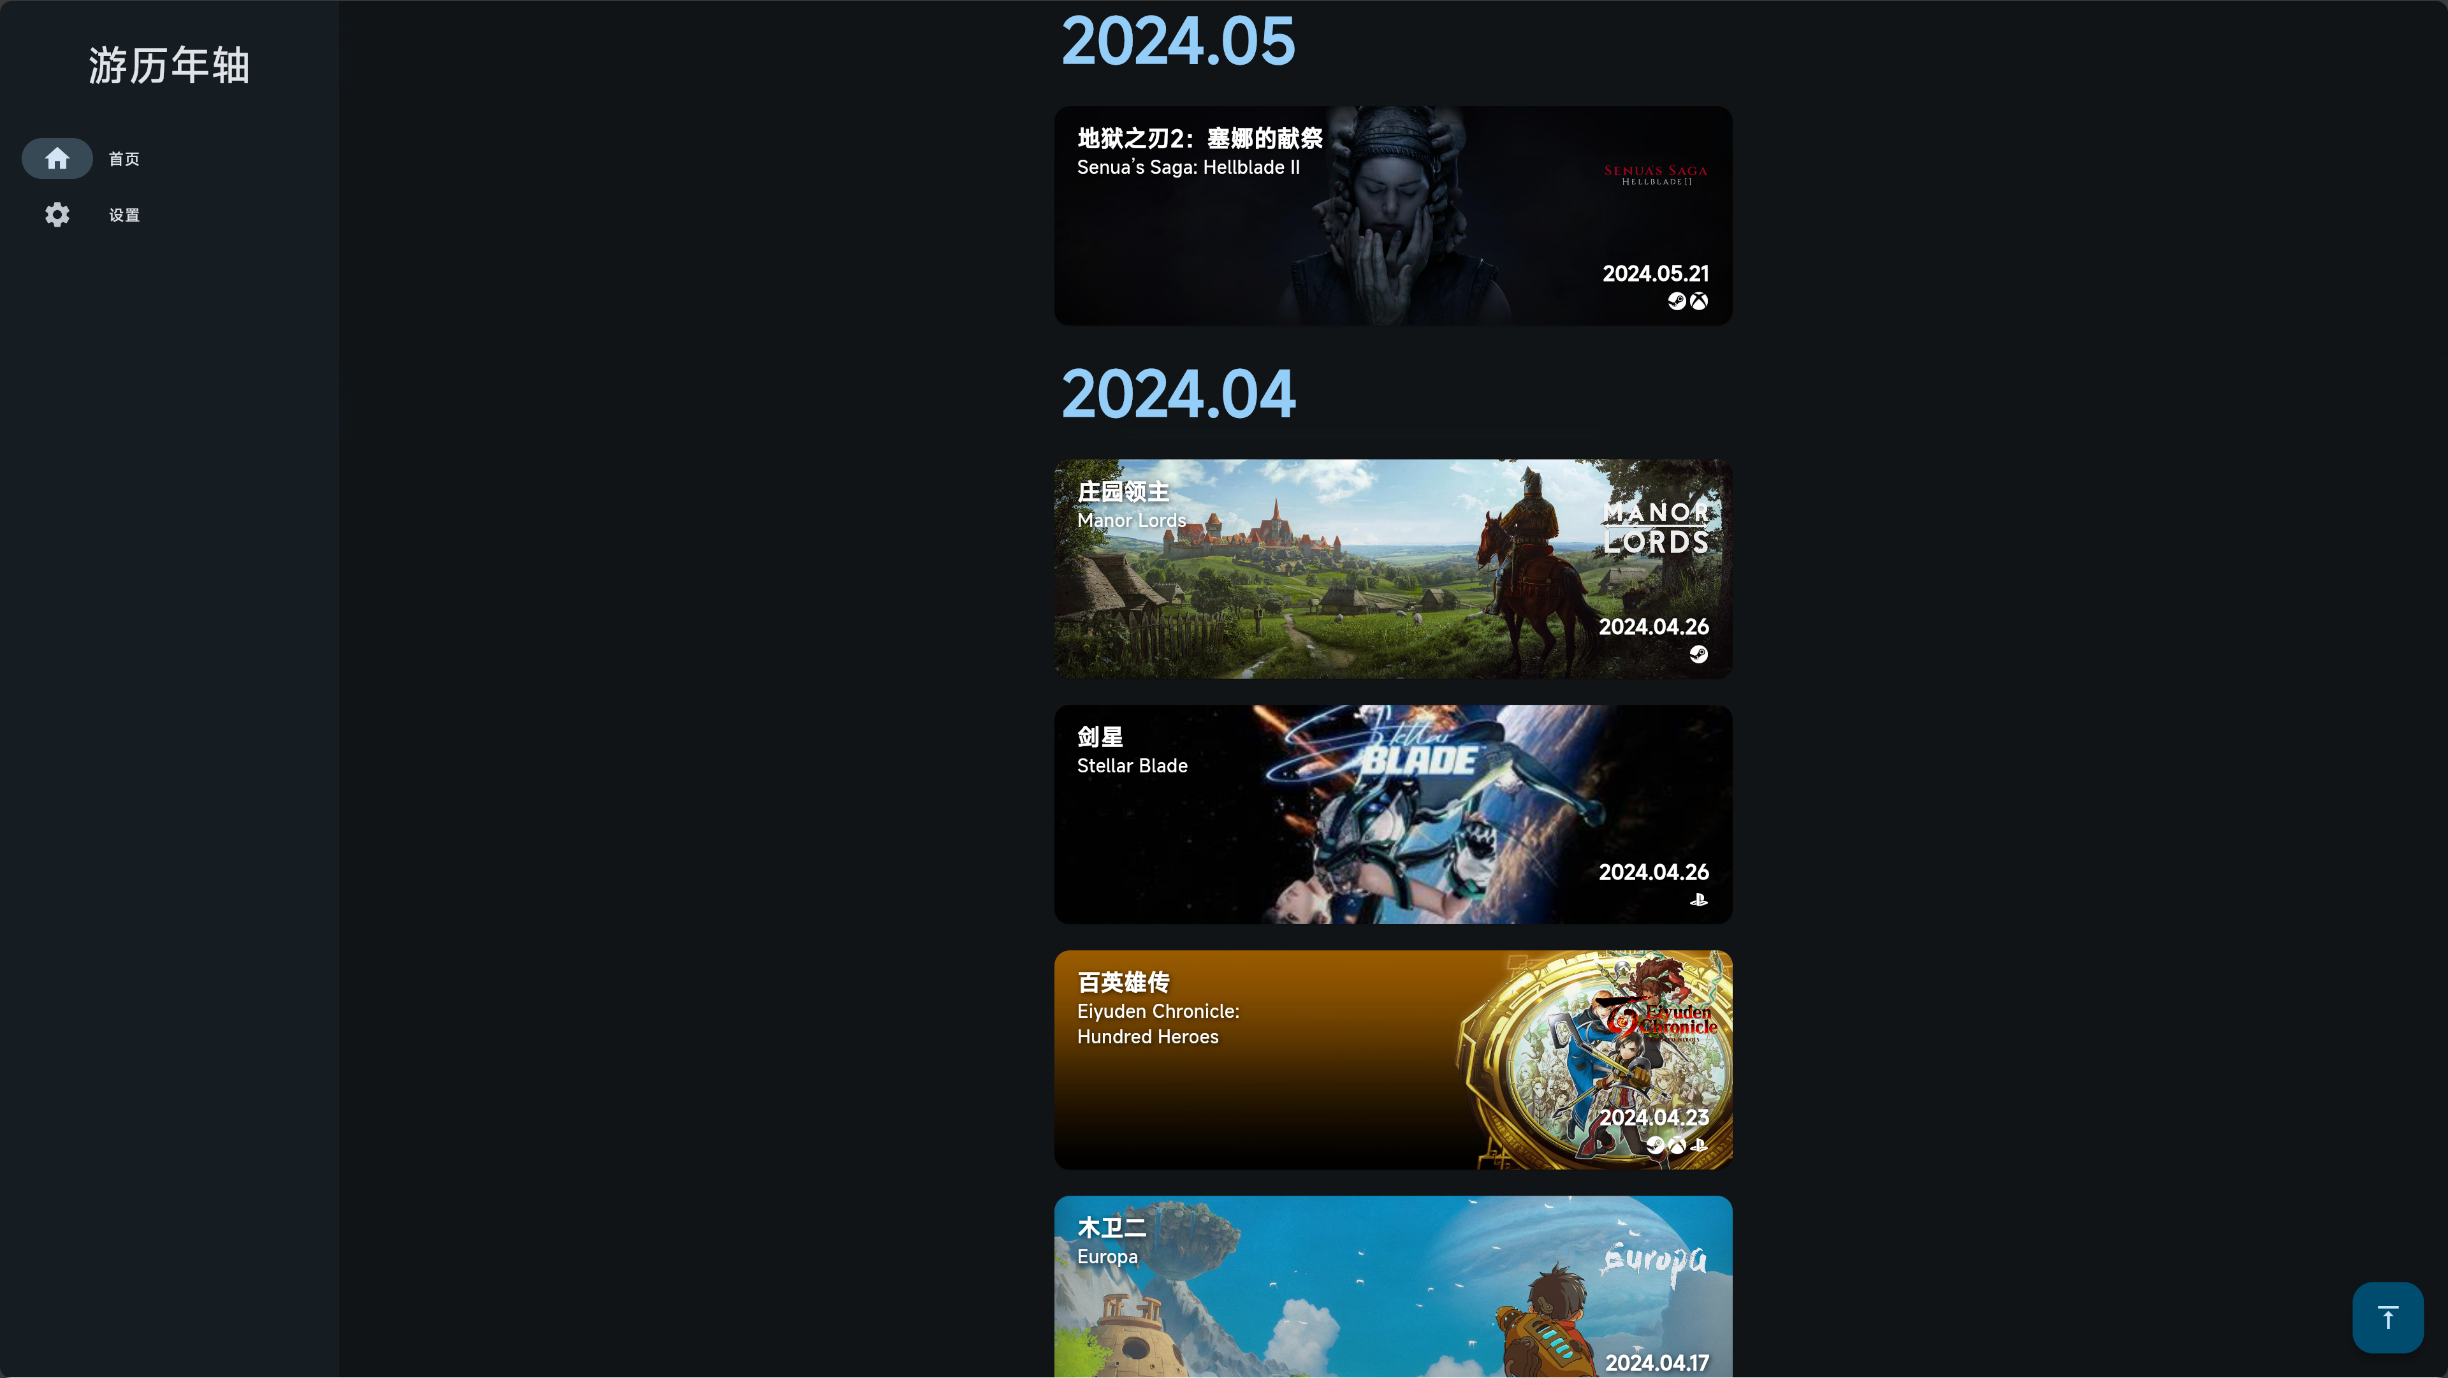 游历年轴
首页
设置
2024.05
地狱之刃2：塞娜的献祭
Senua’s Saga: Hellblade II
SENUA'S SAGA
HELLBLADE II
2024.05.21
2024.04
庄园领主
Manor Lords
MANOR
LORDS
2024.04.26
剑星
Stellar Blade
Stellar
BLADE
2024.04.26
百英雄传
Eiyuden Chronicle:
Hundred Heroes
Eiyuden
Chronicle
2024.04.23
木卫二
Europa
Europa
2024.04.17